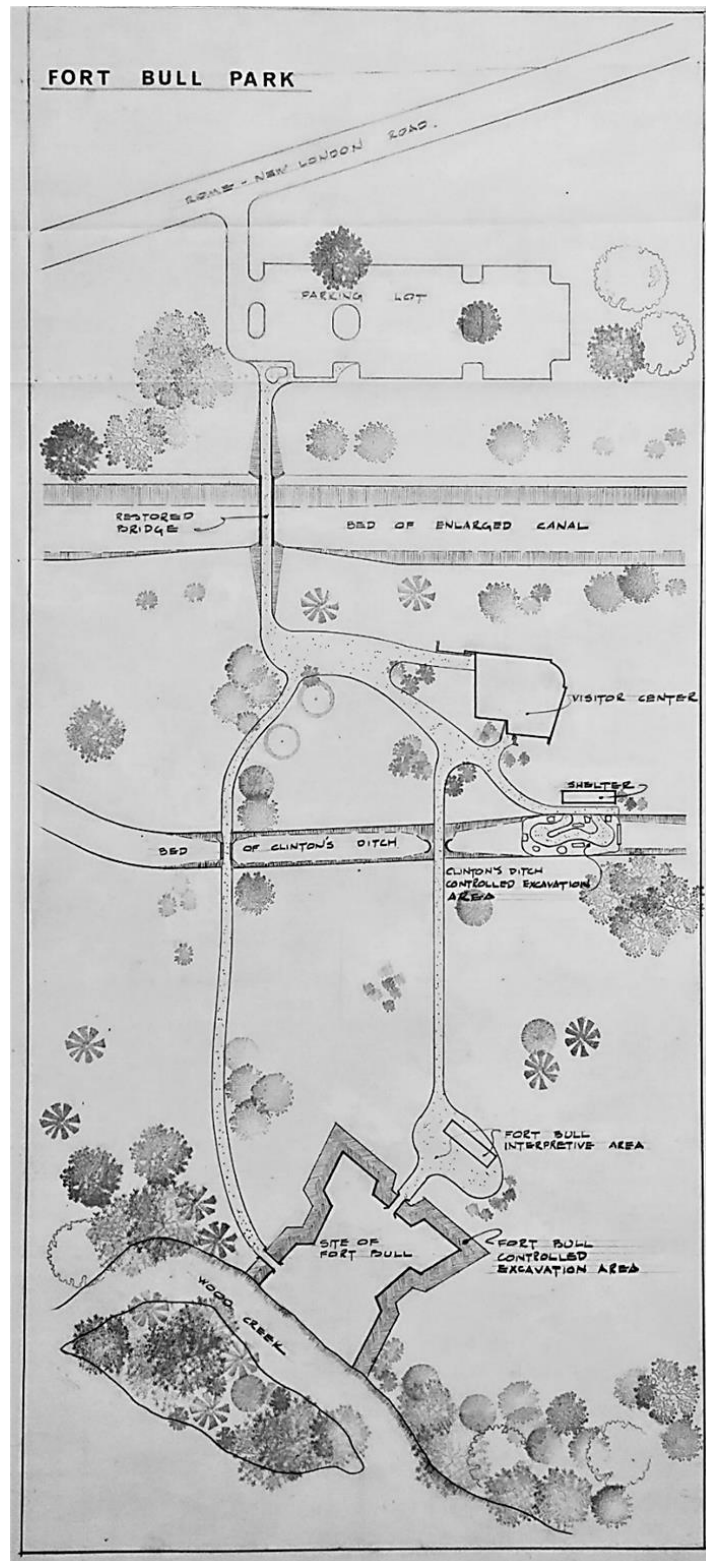 FORT BULL PARK
ROME - NEW LONDON ROAD.
PARKING LOT
RESTORED
BRIDGE
BED OF ENLARGED CANAL
VISITOR CENTER
SHELTER
BED OF CLINTON'S DITCH
CLINTON'S DITCH
CONTROLLED EXCAVATION
AREA
FORT BULL
INTERPRETIVE AREA
SITE OF
FORT BULL
FORT BULL
CONTROLLED
EXCAVATION AREA
WOOD CREEK